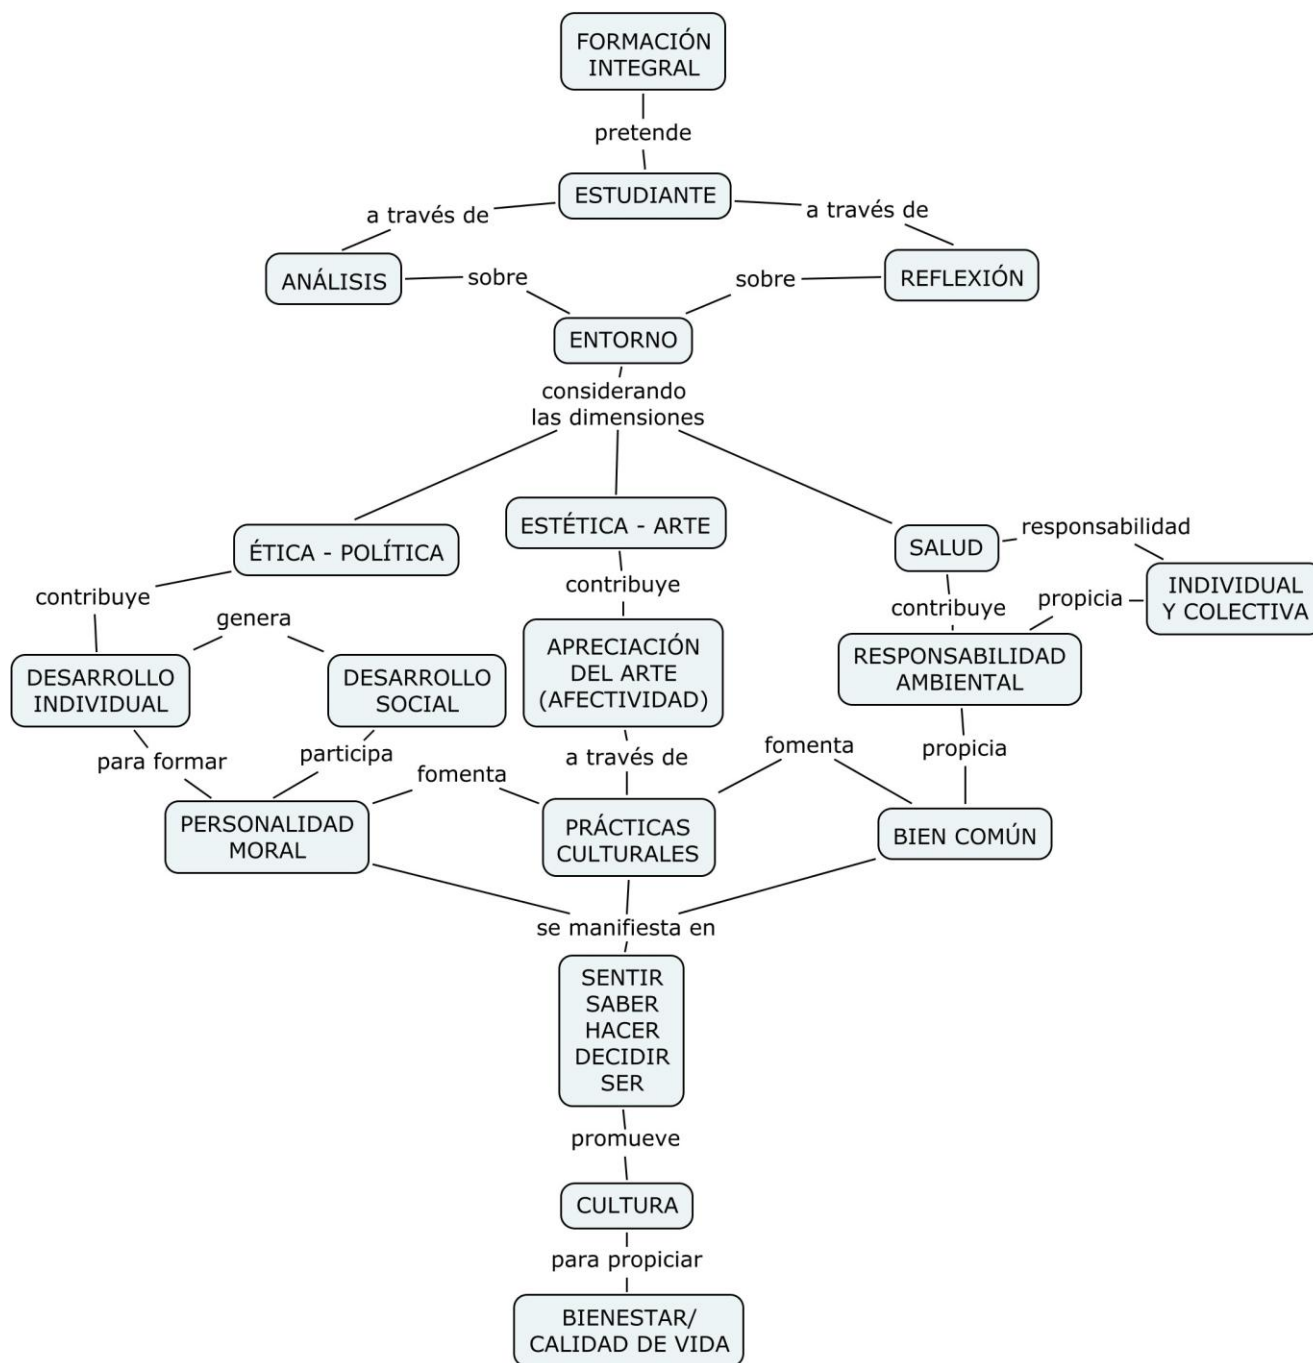 FORMACIÓN
INTEGRAL
pretende
ESTUDIANTE
a través de
a través de
ANÁLISIS
sobre
sobre
REFLEXIÓN
ENTORNO
considerando
las dimensiones
ÉTICA - POLÍTICA
ESTÉTICA - ARTE
SALUD
responsabilidad
INDIVIDUAL
Y COLECTIVA
contribuye
genera
contribuye
contribuye
propicia
DESARROLLO
INDIVIDUAL
DESARROLLO
SOCIAL
APRECIACIÓN
DEL ARTE
(AFECTIVIDAD)
RESPONSABILIDAD
AMBIENTAL
para formar
participa
fomenta
a través de
fomenta
propicia
PERSONALIDAD
MORAL
PRÁCTICAS
CULTURALES
BIEN COMÚN
se manifiesta en
SENTIR
SABER
HACER
DECIDIR
SER
promueve
CULTURA
para propiciar
BIENESTAR/
CALIDAD DE VIDA